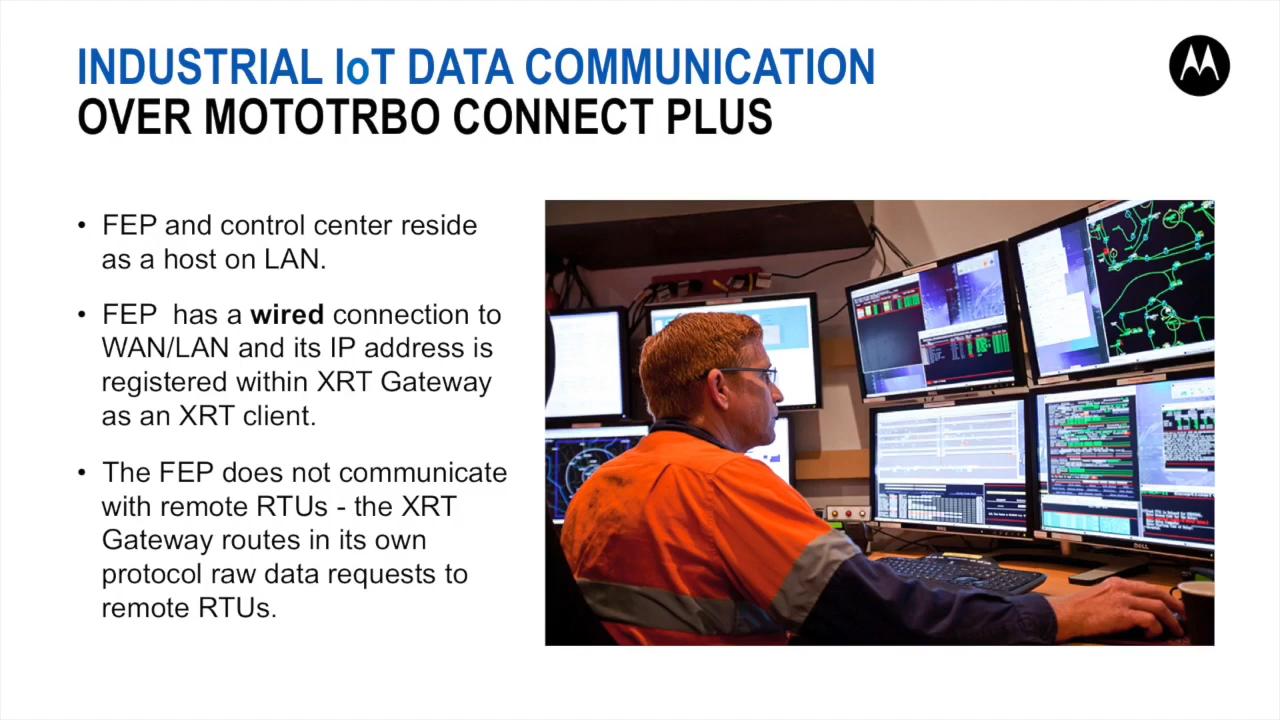 INDUSTRIAL IoT DATA COMMUNICATION
OVER MOTOTRBO CONNECT PLUS
• FEP and control center reside
as a host on LAN.
• FEP  has a wired connection to
WAN/LAN and its IP address is
registered within XRT Gateway
as an XRT client.
• The FEP does not communicate
with remote RTUs - the XRT
Gateway routes in its own
protocol raw data requests to
remote RTUs.
DELL
DELL